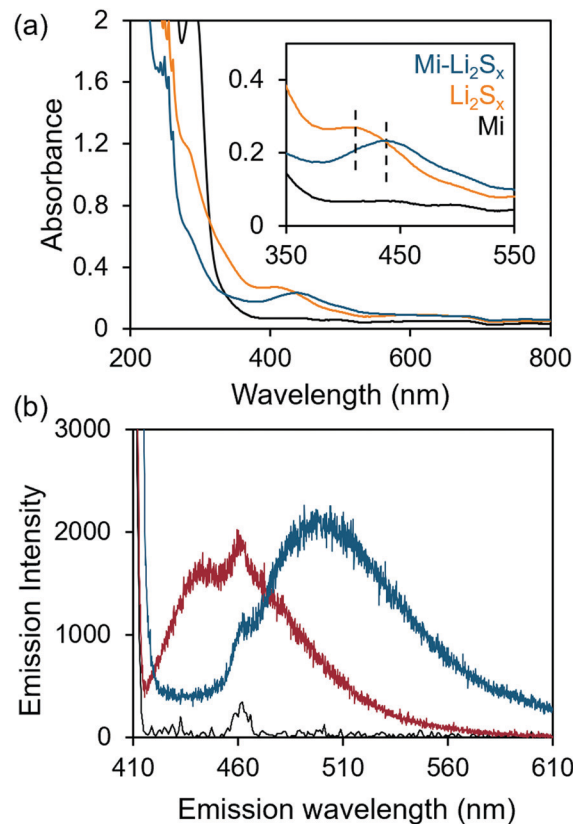 (a)
2
1.6
1.2
0.8
0.4
0
Absorbance
0.4
0.2
0
Mi-Li₂Sₓ
Li₂Sₓ
Mi
350 450 550
200 400 600 800
Wavelength (nm)
(b)
3000
2000
1000
0
Emission Intensity
410 460 510 560 610
Emission wavelength (nm)